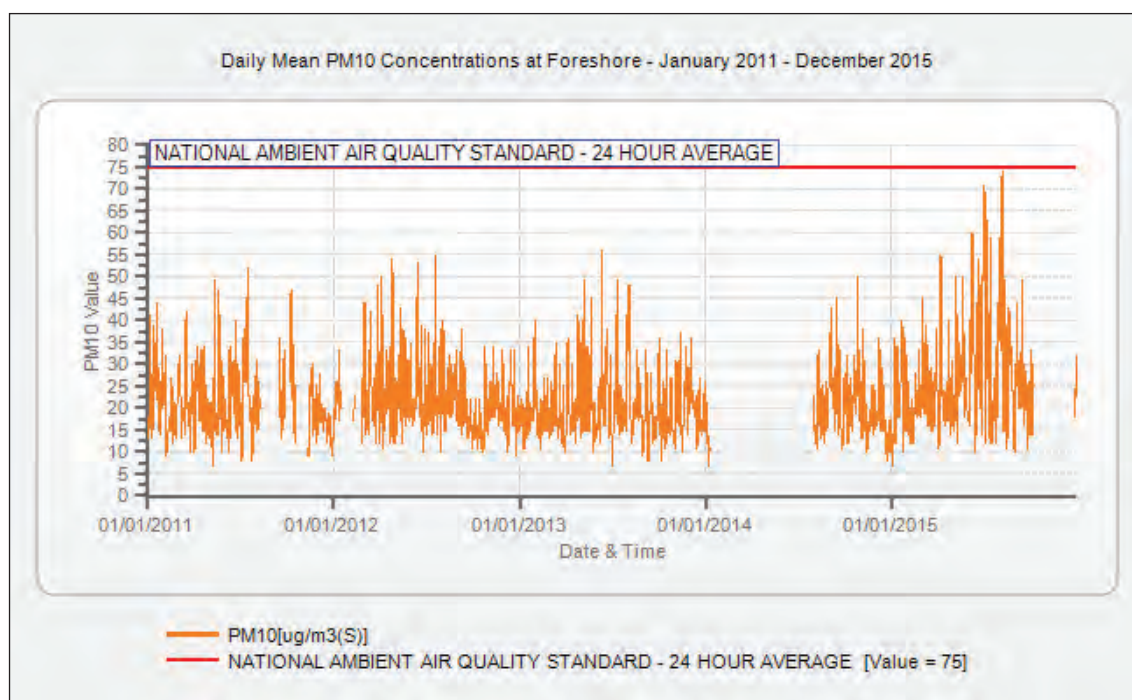 Daily Mean PM10 Concentrations at Foreshore - January 2011 - December 2015
NATIONAL AMBIENT AIR QUALITY STANDARD - 24 HOUR AVERAGE
PM10 Value
80
75
70
65
60
55
50
45
40
35
30
25
20
15
10
5
0
01/01/2011 01/01/2012 01/01/2013 01/01/2014 01/01/2015
Date & Time
PM10[ug/m3(S)]
NATIONAL AMBIENT AIR QUALITY STANDARD - 24 HOUR AVERAGE [Value = 75]